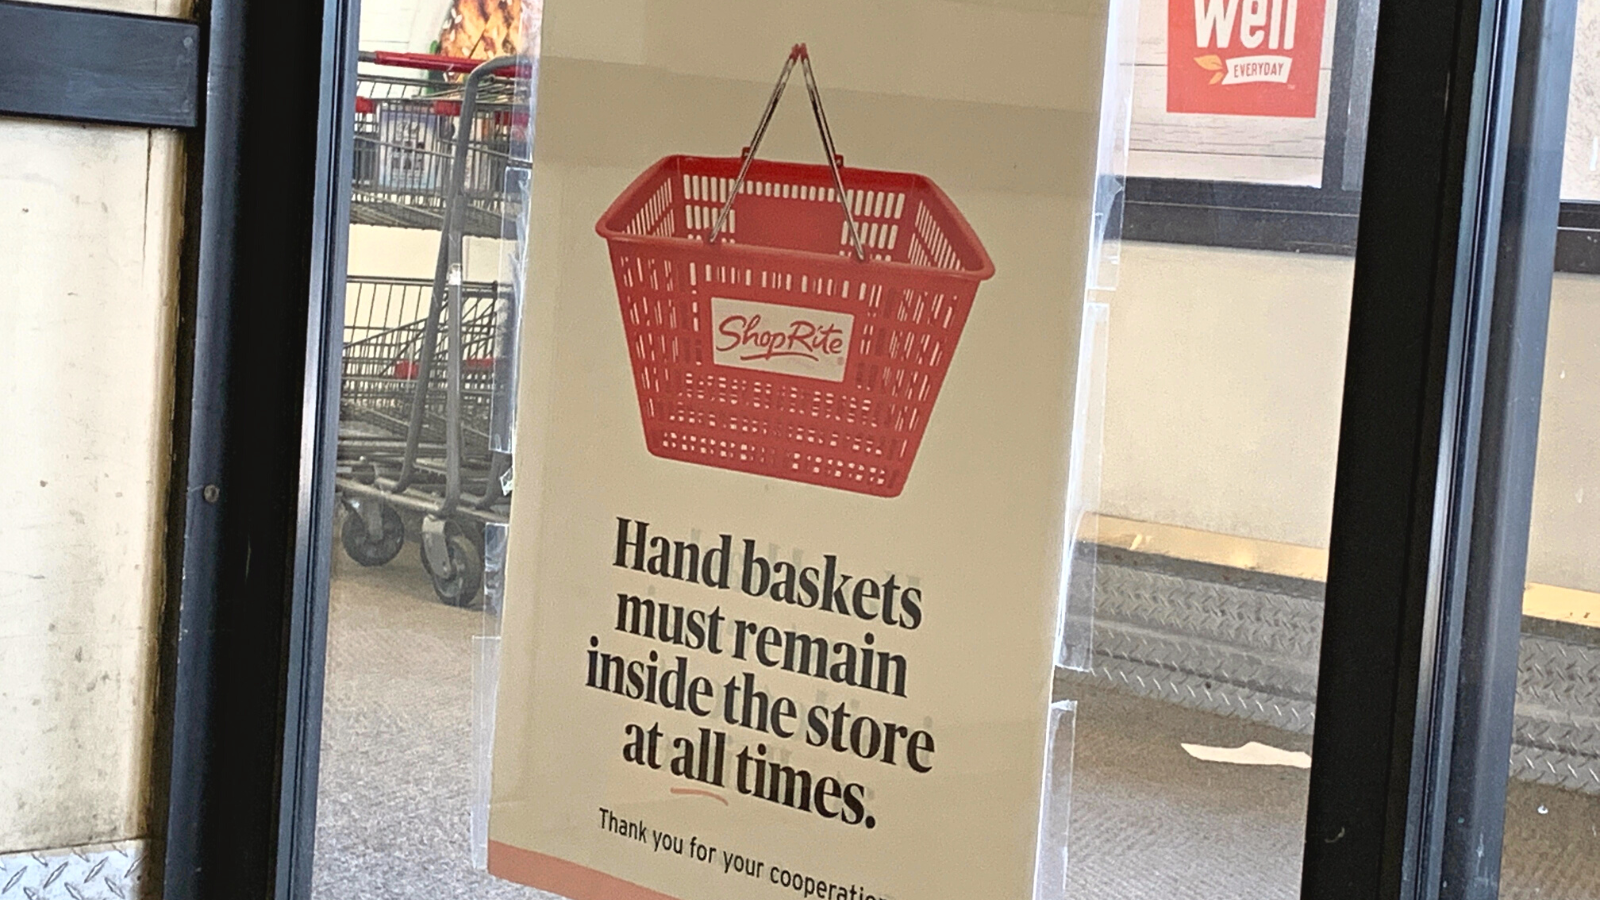 Well
EVERYDAY
ShopRite
Hand baskets
must remain
inside the store
at all times.
Thank you for your cooperation